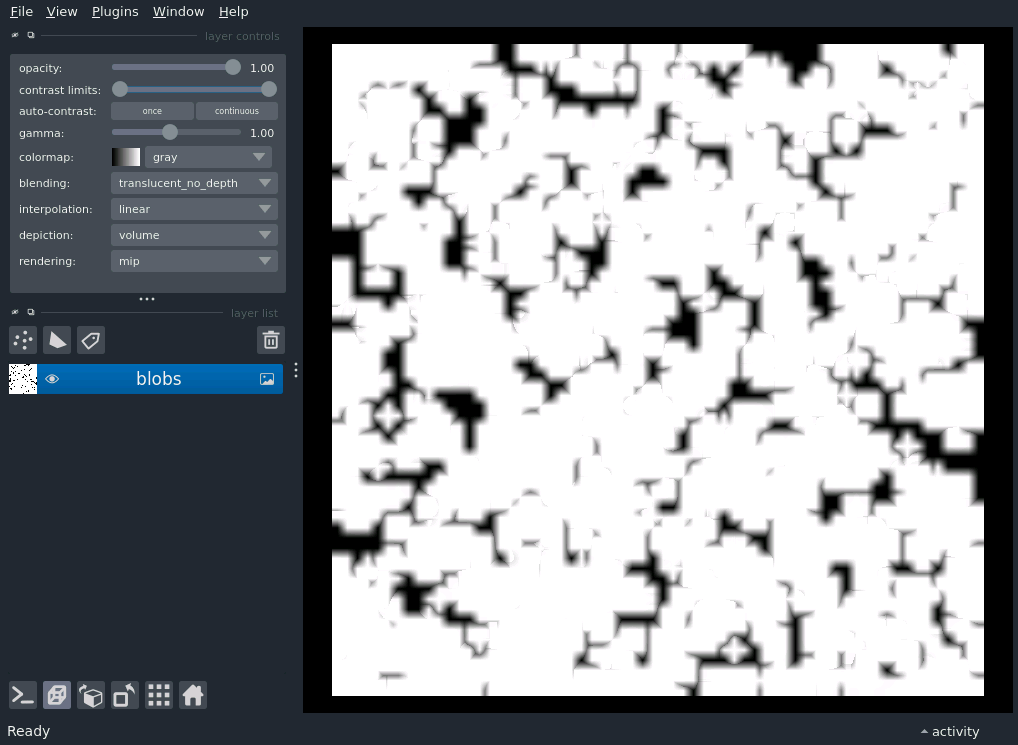 File View Plugins Window Help
layer controls
opacity: 1.00
contrast limits:
auto-contrast: once continuous
gamma: 1.00
colormap: gray
blending: translucent_no_depth
interpolation: linear
depiction: volume
rendering: mip
layer list
blobs
Ready activity